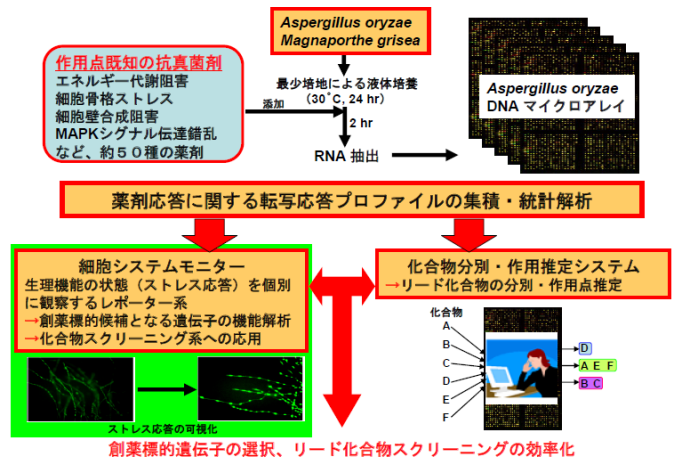 Aspergillus oryzae
Magnaporthe grisea
作用点既知の抗真菌剤
エネルギー代謝阻害
細胞骨格ストレス
細胞壁合成阻害
MAPKシグナル伝達錯乱
など、約５０種の薬剤
添加
最少培地による液体培養
(30˚C, 24 hr)
2 hr
RNA 抽出
Aspergillus oryzae
DNA マイクロアレイ
薬剤応答に関する転写応答プロファイルの集積・統計解析
細胞システムモニター
生理機能の状態（ストレス応答）を個別
に観察するレポーター系
→創薬標的候補となる遺伝子の機能解析
→化合物スクリーニング系への応用
ストレス応答の可視化
化合物分別・作用推定システム
→リード化合物の分別・作用点推定
化合物
A
B
C
D
E
F
D
A E F
B C
創薬標的遺伝子の選択、リード化合物スクリーニングの効率化